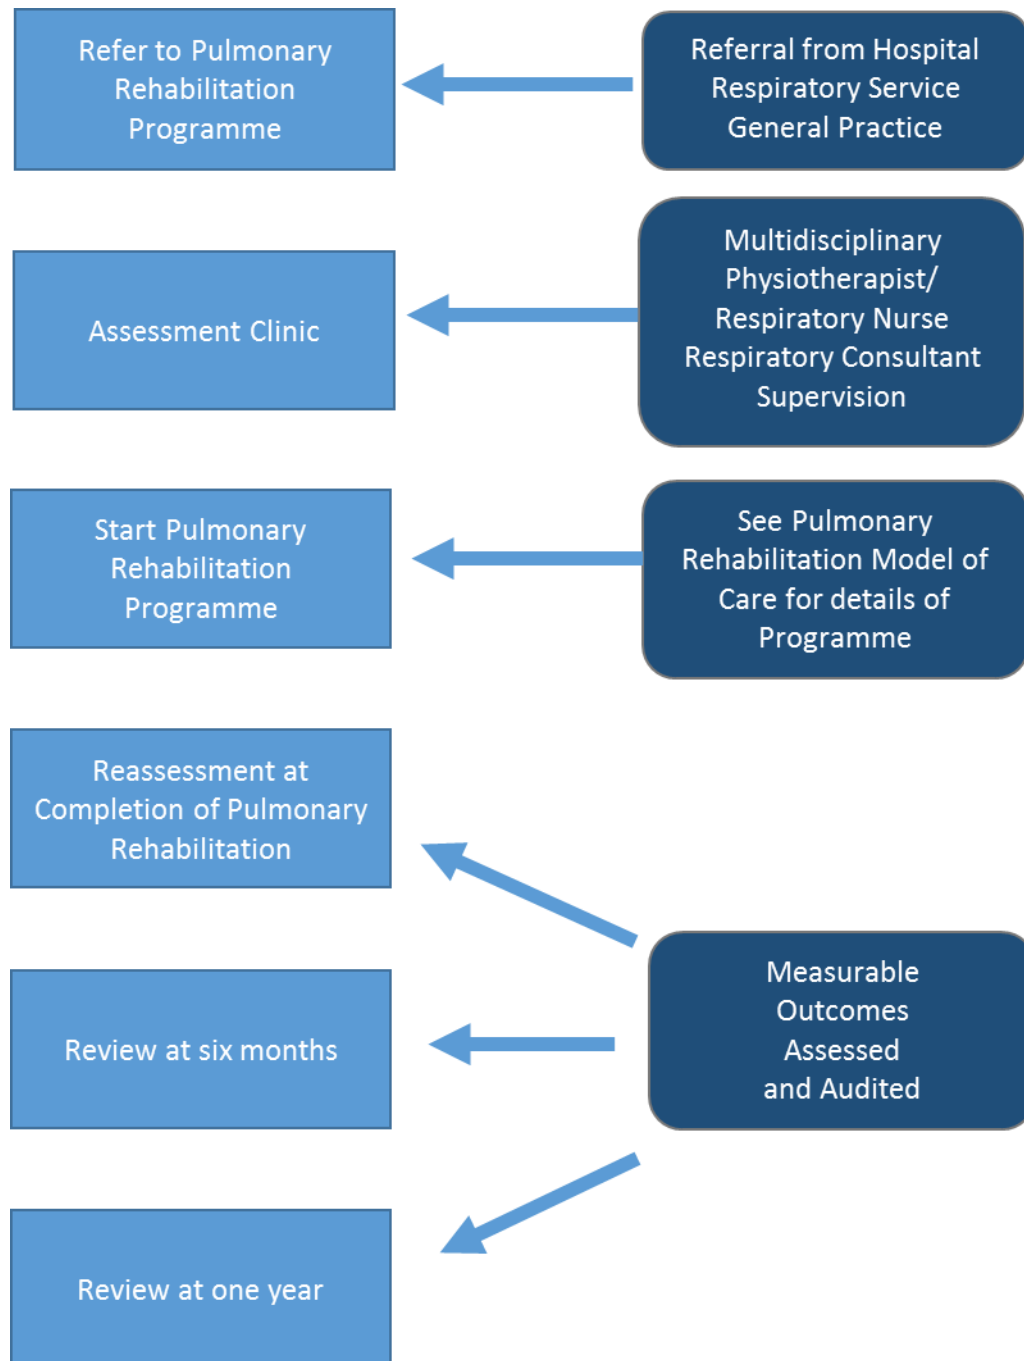 Refer to Pulmonary
Rehabilitation
Programme
Referral from Hospital
Respiratory Service
General Practice
Assessment Clinic
Multidisciplinary
Physiotherapist/
Respiratory Nurse
Respiratory Consultant
Supervision
Start Pulmonary
Rehabilitation
Programme
See Pulmonary
Rehabilitation Model of
Care for details of
Programme
Reassessment at
Completion of Pulmonary
Rehabilitation
Review at six months
Measurable
Outcomes
Assessed
and Audited
Review at one year